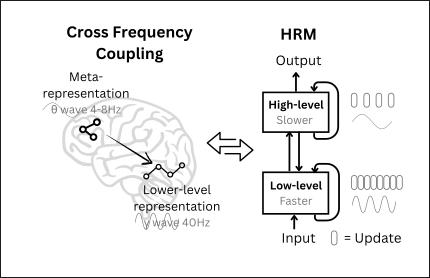 Cross Frequency
Coupling
Meta-
representation
θ wave 4-8Hz
Lower-level
representation
γ wave 40Hz
HRM
Output
High-level
Slower
Low-level
Faster
Input
= Update